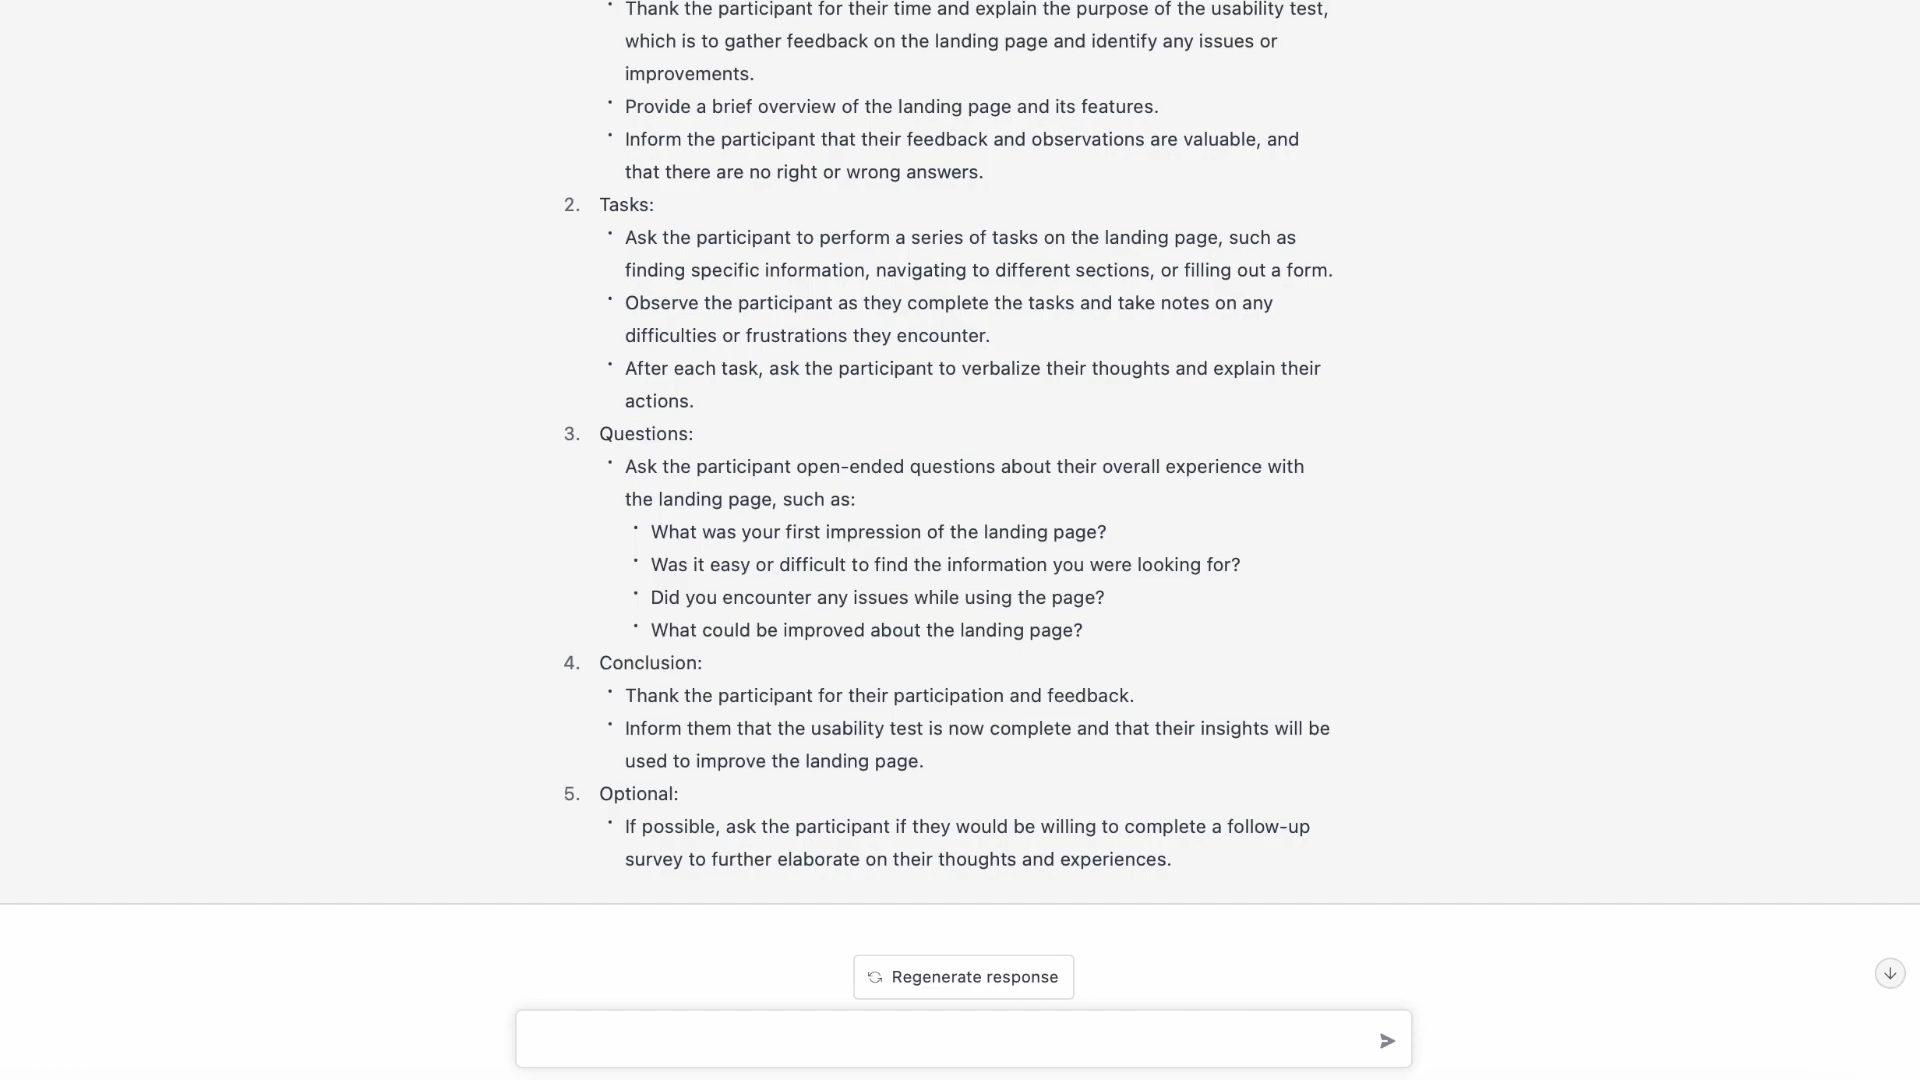 Thank the participant for their time and explain the purpose of the usability test,
which is to gather feedback on the landing page and identify any issues or
improvements.
Provide a brief overview of the landing page and its features.
Inform the participant that their feedback and observations are valuable, and
that there are no right or wrong answers.
2. Tasks:
Ask the participant to perform a series of tasks on the landing page, such as
finding specific information, navigating to different sections, or filling out a form.
Observe the participant as they complete the tasks and take notes on any
difficulties or frustrations they encounter.
After each task, ask the participant to verbalize their thoughts and explain their
actions.
3. Questions:
Ask the participant open-ended questions about their overall experience with
the landing page, such as:
What was your first impression of the landing page?
Was it easy or difficult to find the information you were looking for?
Did you encounter any issues while using the page?
What could be improved about the landing page?
4. Conclusion:
Thank the participant for their participation and feedback.
Inform them that the usability test is now complete and that their insights will be
used to improve the landing page.
5. Optional:
If possible, ask the participant if they would be willing to complete a follow-up
survey to further elaborate on their thoughts and experiences.
Regenerate response